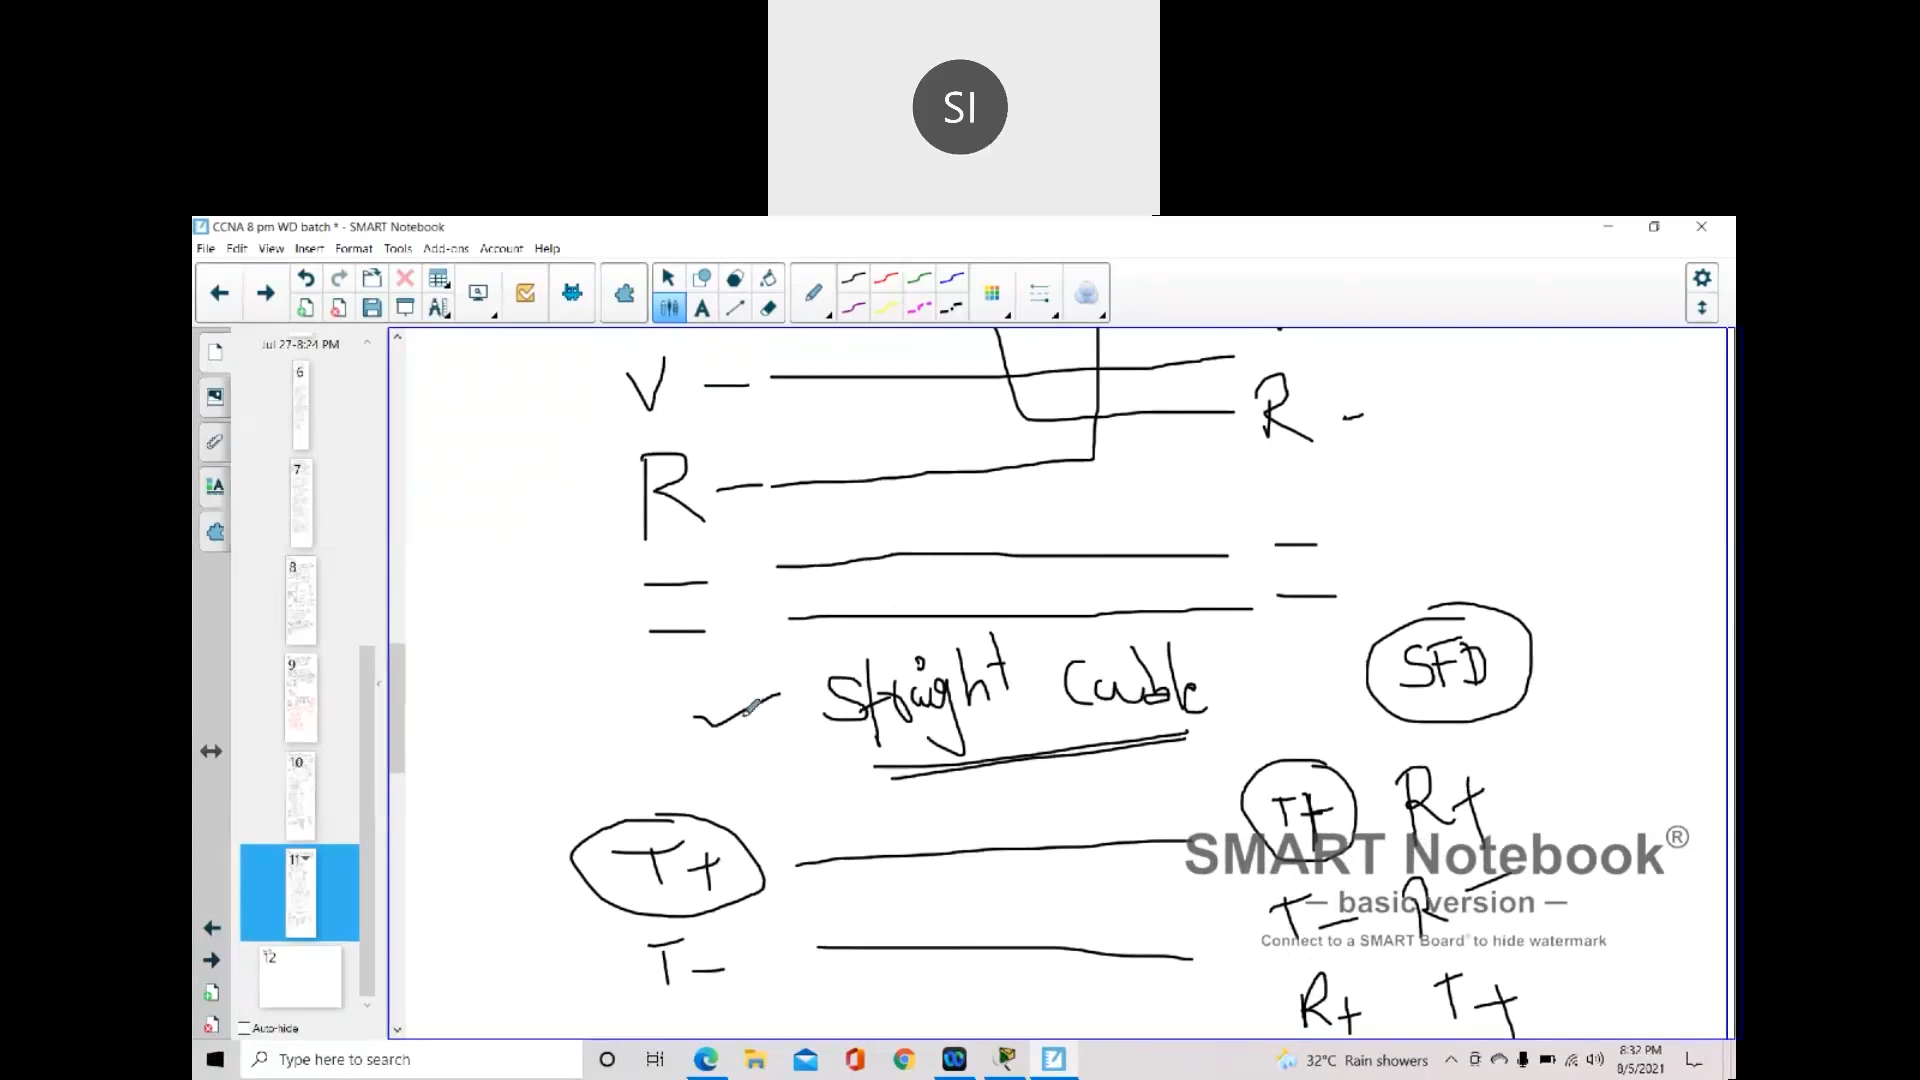 SI
CCNA 8 pm WD batch * - SMART Notebook
File Edit View Insert Format Tools Add-ons Account Help
Jul 27-8:24 PM
6
7
8
9
10
11
12
Auto-hide
V -
R -
R -
Straight Cable
SFD
T+ T+ R+
T- T- R-
R+ T+
SMART Notebook®
— basic version —
Connect to a SMART Board® to hide watermark
Type here to search
32°C Rain showers
8:32 PM
8/5/2021